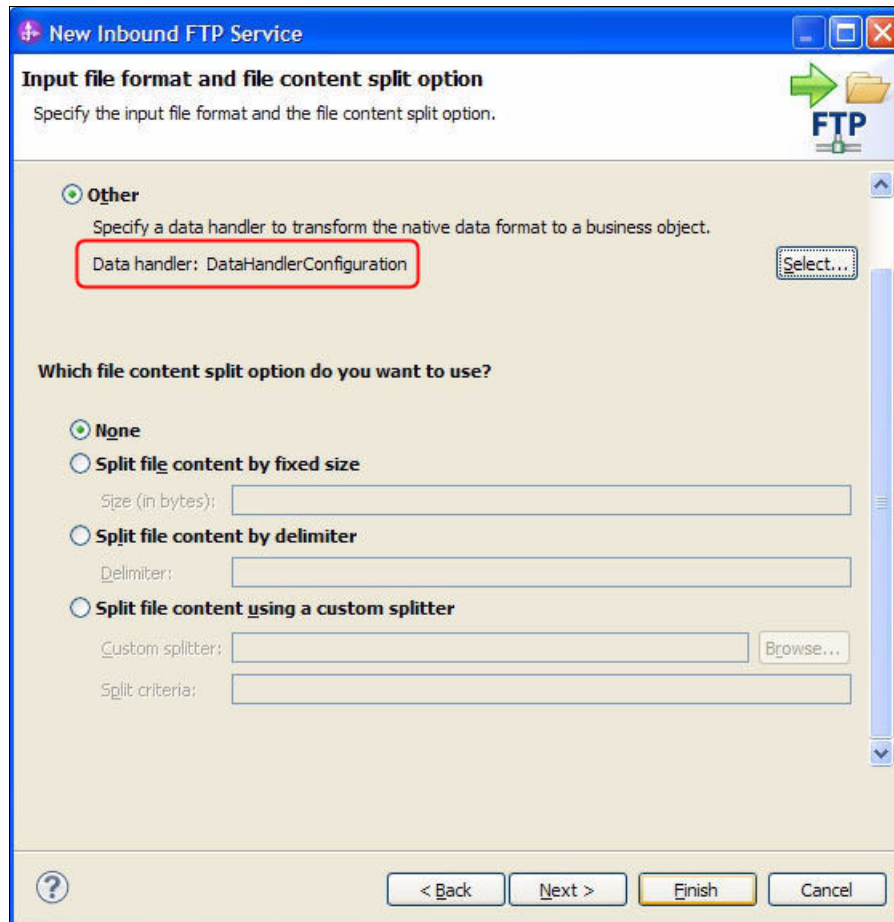 New Inbound FTP Service
Input file format and file content split option
Specify the input file format and the file content split option.
FTP
Other
Specify a data handler to transform the native data format to a business object.
Data handler: DataHandlerConfiguration
Select...
Which file content split option do you want to use?
None
Split file content by fixed size
Size (in bytes):
Split file content by delimiter
Delimiter:
Split file content using a custom splitter
Custom splitter:
Browse...
Split criteria:
?
< Back
Next >
Finish
Cancel